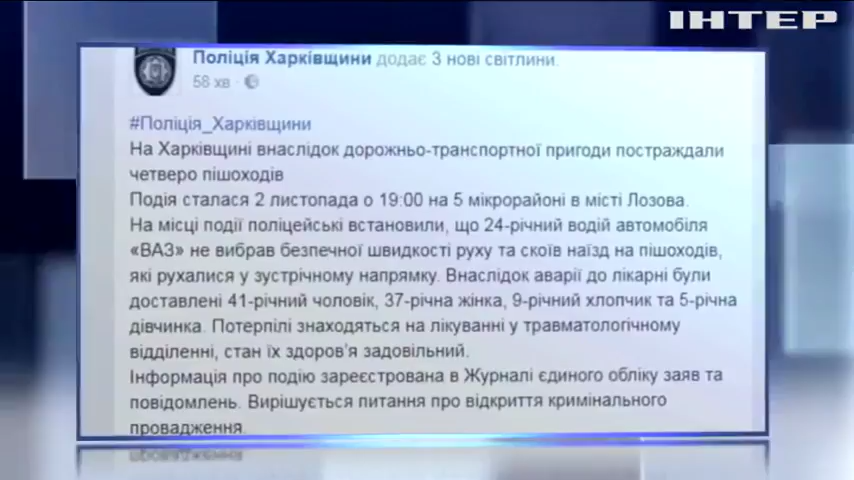 ІНТЕР
Поліція Харківщини додає 3 нові світлини.
58 хв
#Поліція_Харківщини
На Харківщині внаслідок дорожньо-транспортної пригоди постраждали
четверо пішоходів
Подія сталася 2 листопада о 19:00 на 5 мікрорайоні в місті Лозова.
На місці події поліцейські встановили, що 24-річний водій автомобіля
«ВАЗ» не вибрав безпечної швидкості руху та скоїв наїзд на пішоходів,
які рухалися у зустрічному напрямку. Внаслідок аварії до лікарні були
доставлені 41-річний чоловік, 37-річна жінка, 9-річний хлопчик та 5-річна
дівчинка. Потерпілі знаходяться на лікуванні у травматологічному
відділенні, стан їх здоров'я задовільний.
Інформація про подію зареєстрована в Журналі єдиного обліку заяв та
повідомлень. Вирішується питання про відкриття кримінального
провадження.